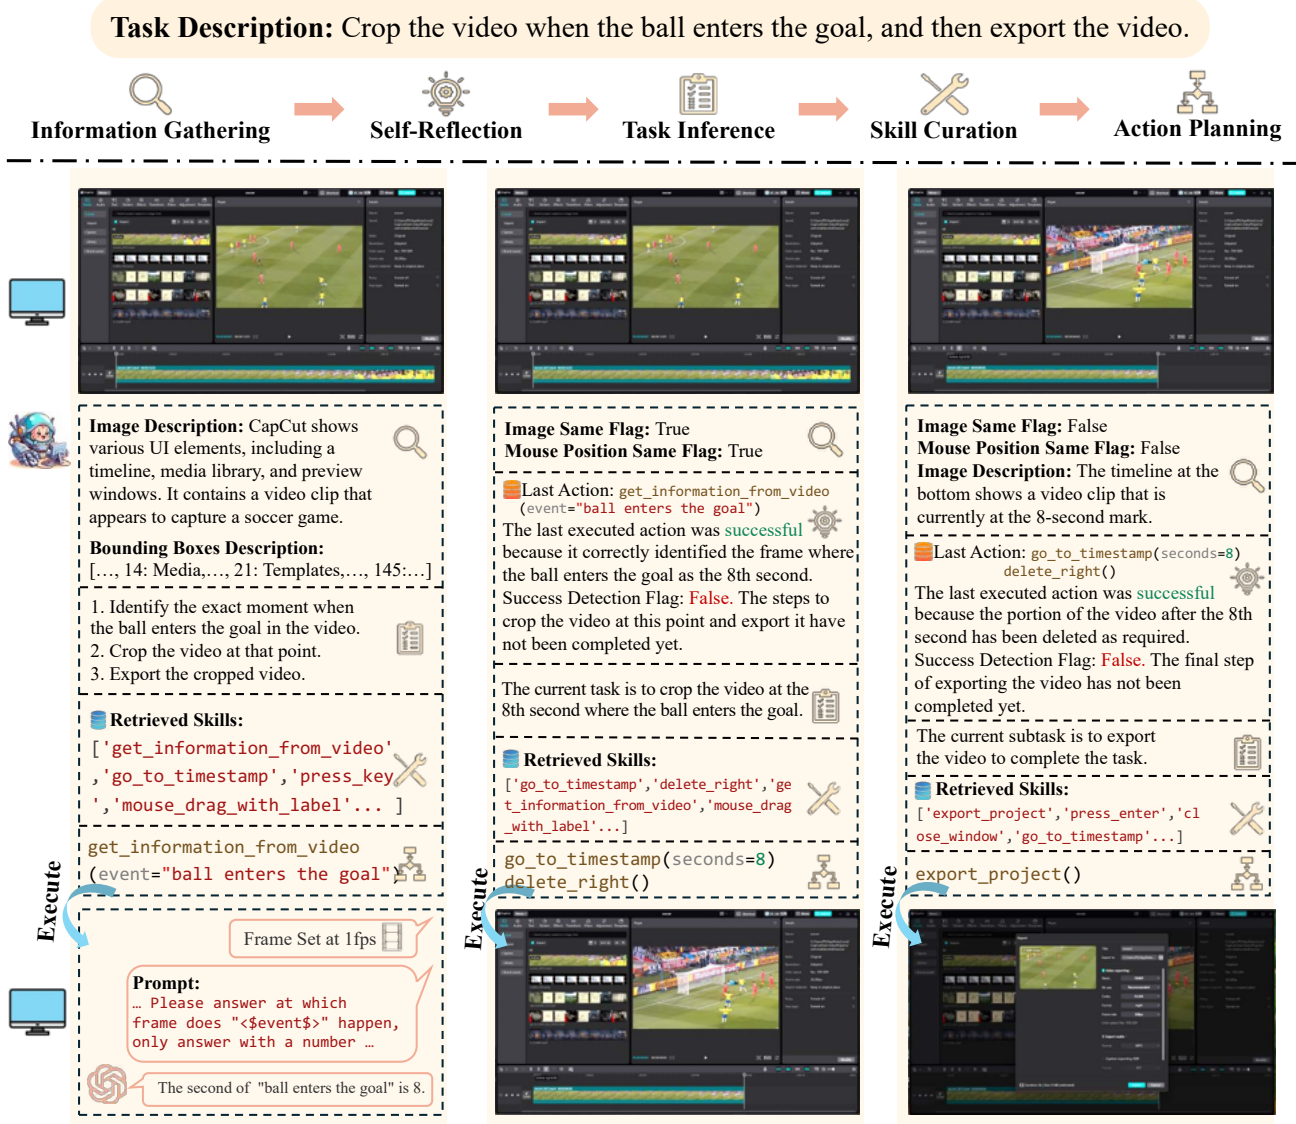 Task Description: Crop the video when the ball enters the goal, and then export the video.
Information Gathering
Self-Reflection
Task Inference
Skill Curation
Action Planning
Image Description: CapCut shows
various UI elements, including a
timeline, media library, and preview
windows. It contains a video clip that
appears to capture a soccer game.
Bounding Boxes Description:
[…, 14: Media,…, 21: Templates,…, 145:…]
1. Identify the exact moment when
the ball enters the goal in the video.
2. Crop the video at that point.
3. Export the cropped video.
Retrieved Skills:
['get_information_from_video'
,'go_to_timestamp','press_key
','mouse_drag_with_label'... ]
get_information_from_video
(event="ball enters the goal")
Execute
Frame Set at 1fps
Prompt:
… Please answer at which
frame does "<$event$>" happen,
only answer with a number …
The second of "ball enters the goal" is 8.
Image Same Flag: True
Mouse Position Same Flag: True
Last Action: get_information_from_video
(event="ball enters the goal")
The last executed action was successful
because it correctly identified the frame where
the ball enters the goal as the 8th second.
Success Detection Flag: False. The steps to
crop the video at this point and export it have
not been completed yet.
The current task is to crop the video at the
8th second where the ball enters the goal.
Retrieved Skills:
['go_to_timestamp','delete_right','ge
t_information_from_video','mouse_drag
_with_label'...]
go_to_timestamp(seconds=8)
delete_right()
Execute
Image Same Flag: False
Mouse Position Same Flag: False
Image Description: The timeline at the
bottom shows a video clip that is
currently at the 8-second mark.
Last Action: go_to_timestamp(seconds=8)
delete_right()
The last executed action was successful
because the portion of the video after the 8th
second has been deleted as required.
Success Detection Flag: False. The final step
of exporting the video has not been
completed yet.
The current subtask is to export
the video to complete the task.
Retrieved Skills:
['export_project','press_enter','cl
ose_window','go_to_timestamp'...]
export_project()
Execute